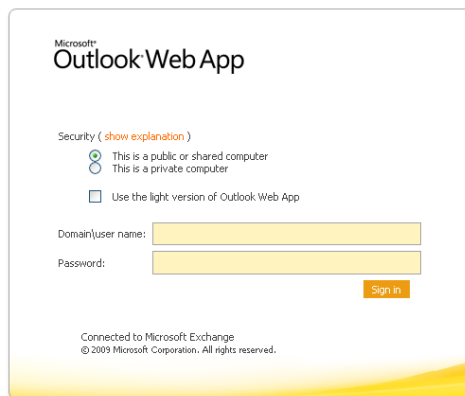 Microsoft®
Outlook Web App
Security ( show explanation )
This is a public or shared computer
This is a private computer
Use the light version of Outlook Web App
Domain\user name:
Password:
Sign in
Connected to Microsoft Exchange
© 2009 Microsoft Corporation. All rights reserved.